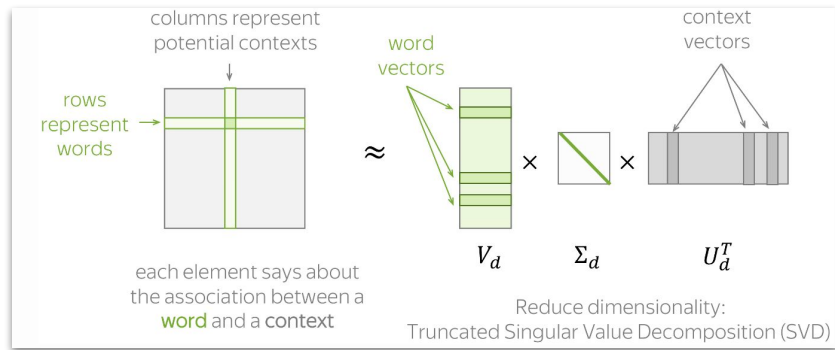 columns represent
potential contexts
rows
represent
words
≈
word
vectors
×
×
context
vectors
V_d
Σ_d
U_d^T
each element says about
the association between a
word and a context
Reduce dimensionality:
Truncated Singular Value Decomposition (SVD)